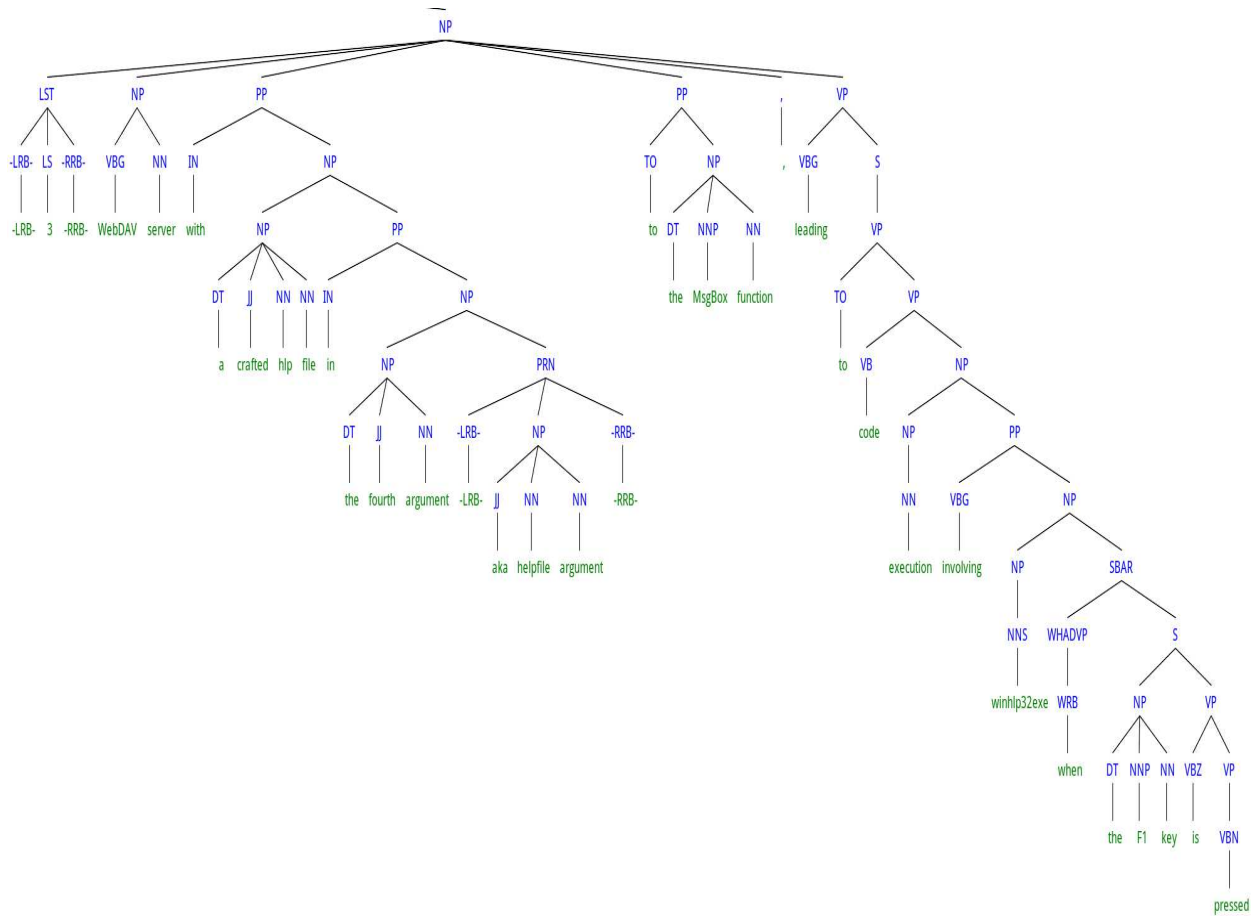 NP
LST NP PP PP , VP
-LRB- LS -RRB- VBG NN IN NP TO NP , VBG S
-LRB- 3 -RRB- WebDAV server with NP PP to DT NNP NN leading VP
DT JJ NN NN IN NP the MsgBox function TO VP
a crafted hlp file in NP PRN to VB NP
DT JJ NN -LRB- NP -RRB- code NP PP
the fourth argument -LRB- JJ NN NN -RRB- NN VBG NP
aka helpfile argument execution involving NP SBAR
NNS WHADVP S
winhlp32exe WRB NP VP
when DT NNP NN VBZ VP
the F1 key is VBN
pressed